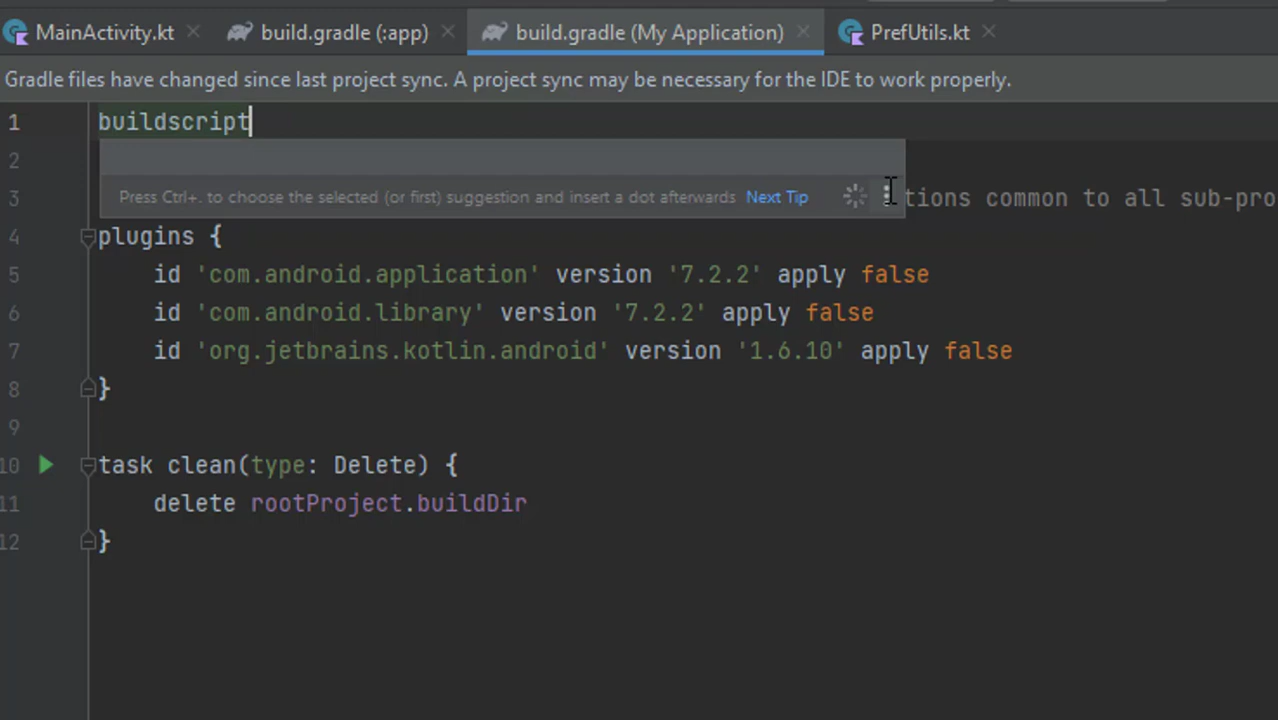 MainActivity.kt build.gradle (:app) build.gradle (My Application) PrefUtils.kt
Gradle files have changed since last project sync. A project sync may be necessary for the IDE to work properly.
1 buildscript
2
Press Ctrl+. to choose the selected (or first) suggestion and insert a dot afterwards Next Tip
3 tions common to all sub-pro
4 plugins {
5 id 'com.android.application' version '7.2.2' apply false
6 id 'com.android.library' version '7.2.2' apply false
7 id 'org.jetbrains.kotlin.android' version '1.6.10' apply false
8 }
9
10 task clean(type: Delete) {
11 delete rootProject.buildDir
12 }